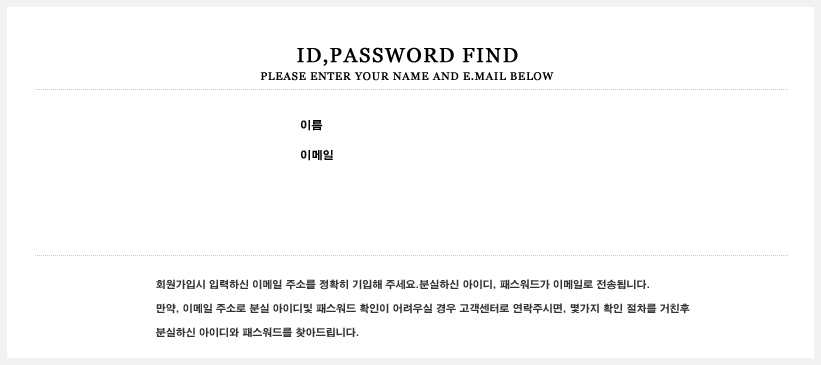 ID,PASSWORD FIND
PLEASE ENTER YOUR NAME AND E.MAIL BELOW
이름
이메일
회원가입시 입력하신 이메일 주소를 정확히 기입해 주세요.분실하신 아이디, 패스워드가 이메일로 전송됩니다.
만약, 이메일 주소로 분실 아이디및 패스워드 확인이 어려우실 경우 고객센터로 연락주시면, 몇가지 확인 절차를 거친후
분실하신 아이디와 패스워드를 찾아드립니다.